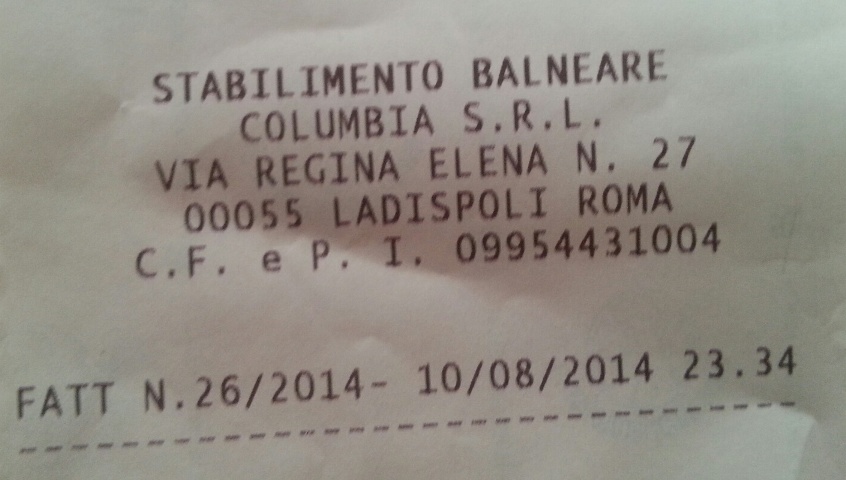 STABILIMENTO BALNEARE
COLUMBIA S.R.L.
VIA REGINA ELENA N. 27
00055 LADISPOLI ROMA
C.F. e P. I. 09954431004
FATT N.26/2014- 10/08/2014 23.34
--------------------------------